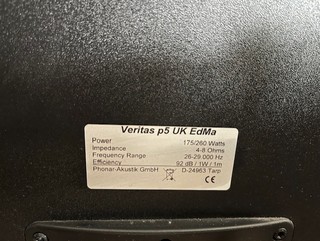 Veritas p5 UK EdMa
Power 175/260 Watts
Impedance 4-8 Ohms
Frequency Range 26-29.000 Hz
Efficiency 92 dB / 1W / 1m
Phonar-Akustik GmbH D-24963 Tarp
CE